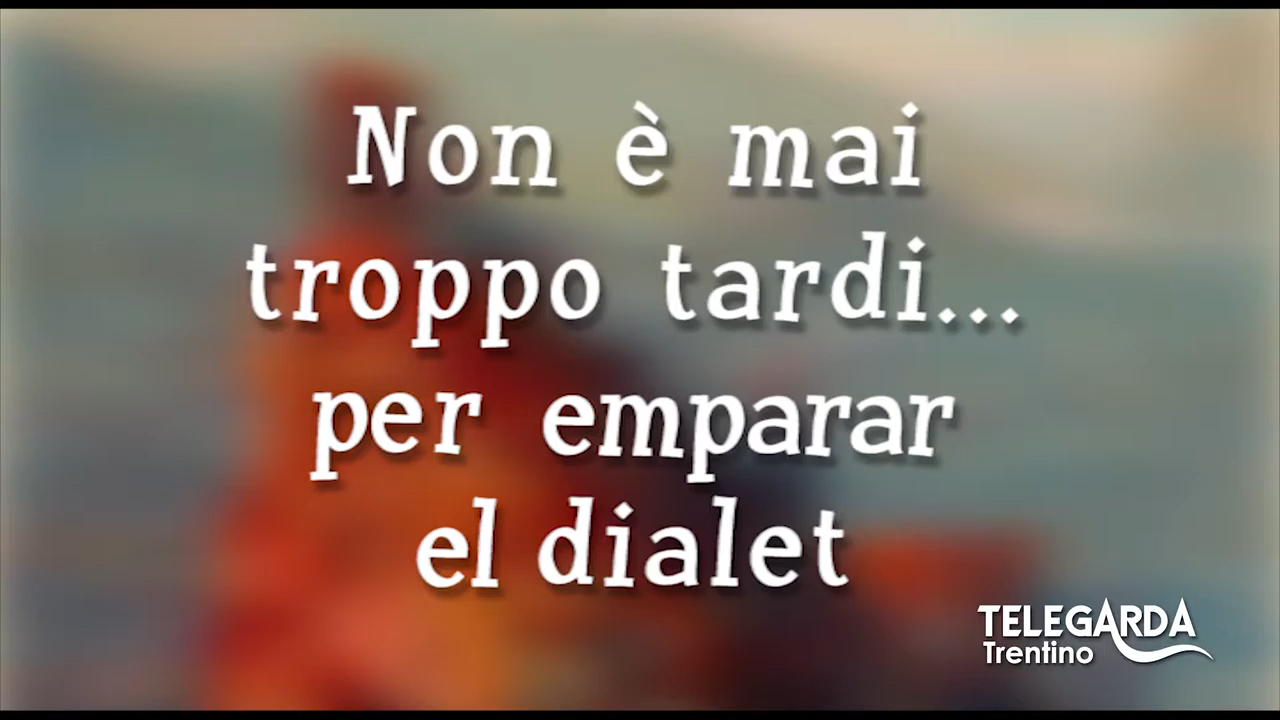 Non è mai
troppo tardi...
per emparar
el dialet
TELEGARDA
Trentino